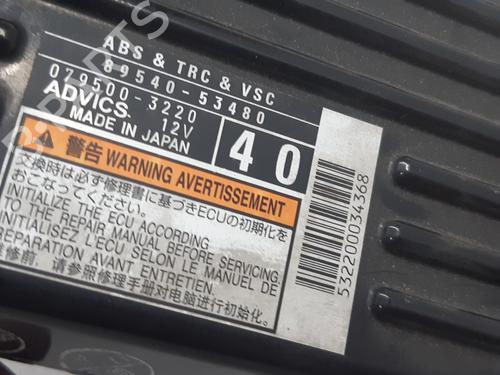 ABS & TRC & VSC
89540-53480
079500-3220
ADVICS 12V
MADE IN JAPAN
40
警告 WARNING AVERTISSEMENT
交換時は必ず修理書に基づきECUの初期化を
おこなってください。
INITIALIZE THE ECU ACCORDING
TO THE REPAIR MANUAL BEFORE SERVICING.
INITIALISEZ L'ECU SELON LE MANUEL DE
REPARATION AVANT ENTRETIEN.
维修前，请参照修理手册对电脑进行初始化。
532200034368